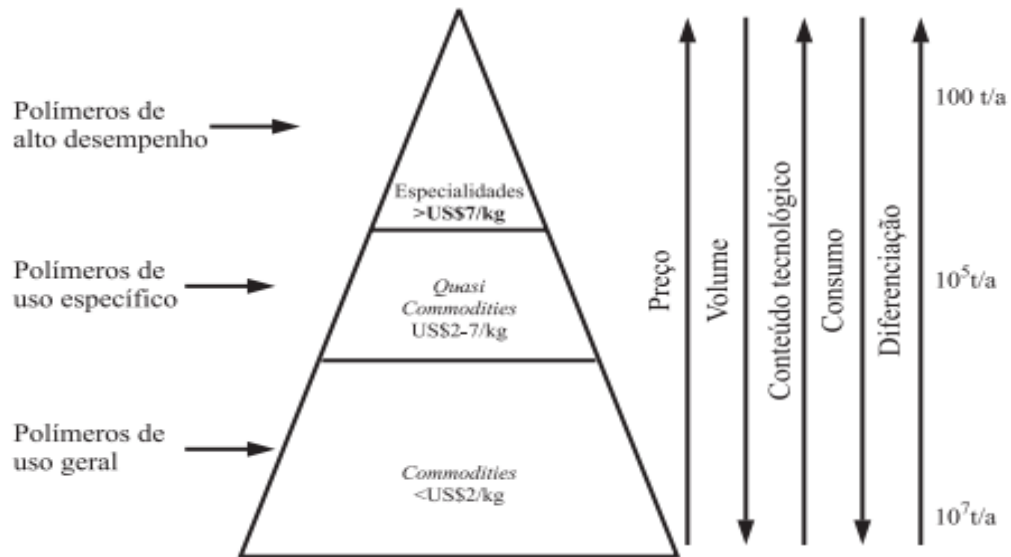 Polímeros de
alto desempenho
Especialidades
>US$7/kg
Polímeros de
uso específico
Quasi
Commodities
US$2-7/kg
Polímeros de
uso geral
Commodities
<US$2/kg
Preço
Volume
Conteúdo tecnológico
Consumo
Diferenciação
100 t/a
10⁵t/a
10⁷t/a